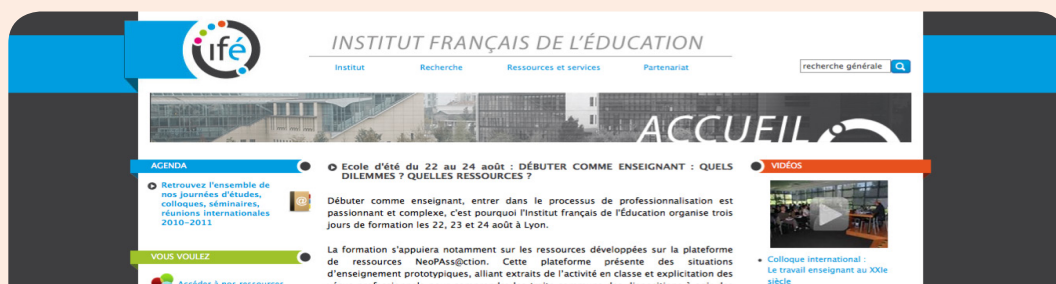 ifé
INSTITUT FRANÇAIS DE L'ÉDUCATION
Institut
Recherche
Ressources et services
Partenariat
recherche générale
ACCUEIL
AGENDA
Retrouvez l'ensemble de
nos journées d'études,
colloques, séminaires,
réunions internationales
2010-2011
@
VOUS VOULEZ
Accéder à nos ressources
Ecole d'été du 22 au 24 août : DÉBUTER COMME ENSEIGNANT : QUELS
DILEMMES ? QUELLES RESSOURCES ?
Débuter comme enseignant, entrer dans le processus de professionnalisation est
passionnant et complexe, c'est pourquoi l'Institut français de l'Éducation organise trois
jours de formation les 22, 23 et 24 août à Lyon.
La formation s'appuiera notamment sur les ressources développées sur la plateforme
de ressources NeoPAss@ction. Cette plateforme présente des situations
d'enseignement prototypiques, alliant extraits de l'activité en classe et explicitation des
VIDÉOS
Colloque international :
Le travail enseignant au XXIe
siècle